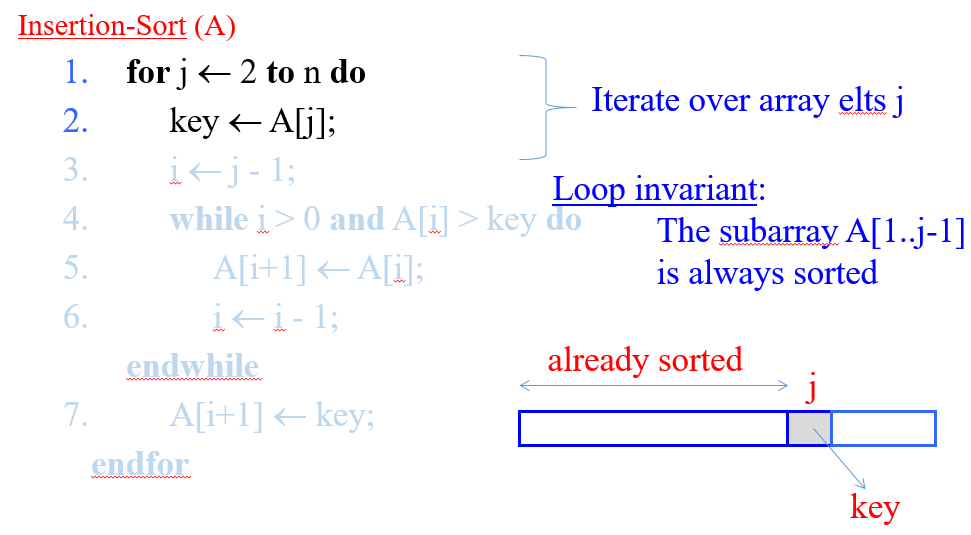 Insertion-Sort (A)
1. for j ← 2 to n do
2. key ← A[j];
Iterate over array elts j
3. i ← j - 1;
4. while i > 0 and A[i] > key do
5. A[i+1] ← A[i];
6. i ← i - 1;
endwhile
7. A[i+1] ← key;
endfor
Loop invariant:
The subarray A[1..j-1]
is always sorted
already sorted
j
key